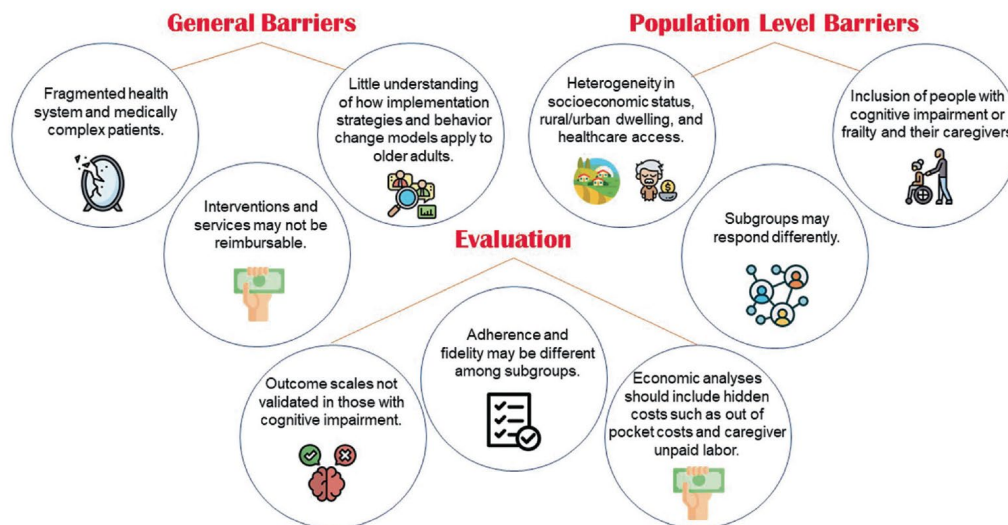 General Barriers
Fragmented health
system and medically
complex patients.
Little understanding
of how implementation
strategies and behavior
change models apply to
older adults.
Interventions and
services may not be
reimbursable.
Population Level Barriers
Heterogeneity in
socioeconomic status,
rural/urban dwelling, and
healthcare access.
Inclusion of people with
cognitive impairment or
frailty and their caregivers
Subgroups may
respond differently.
Evaluation
Outcome scales not
validated in those with
cognitive impairment.
Adherence and
fidelity may be different
among subgroups.
Economic analyses
should include hidden
costs such as out of
pocket costs and caregiver
unpaid labor.